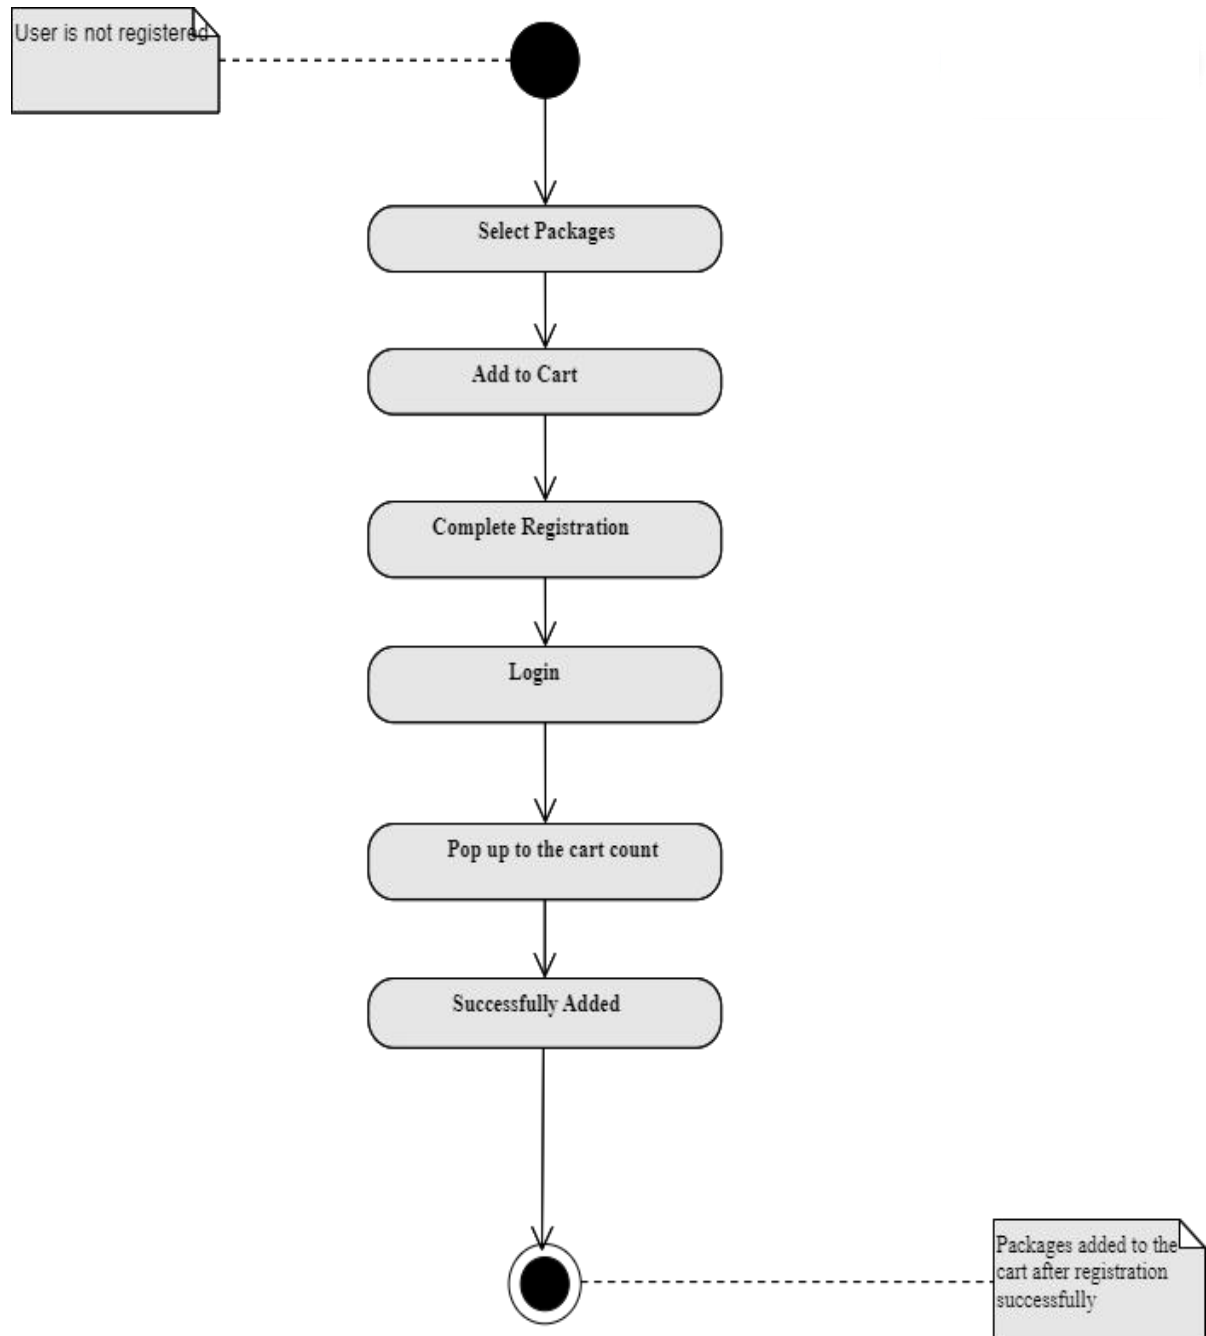 User is not registered
Select Packages
Add to Cart
Complete Registration
Login
Pop up to the cart count
Successfully Added
Packages added to the
cart after registration
successfully